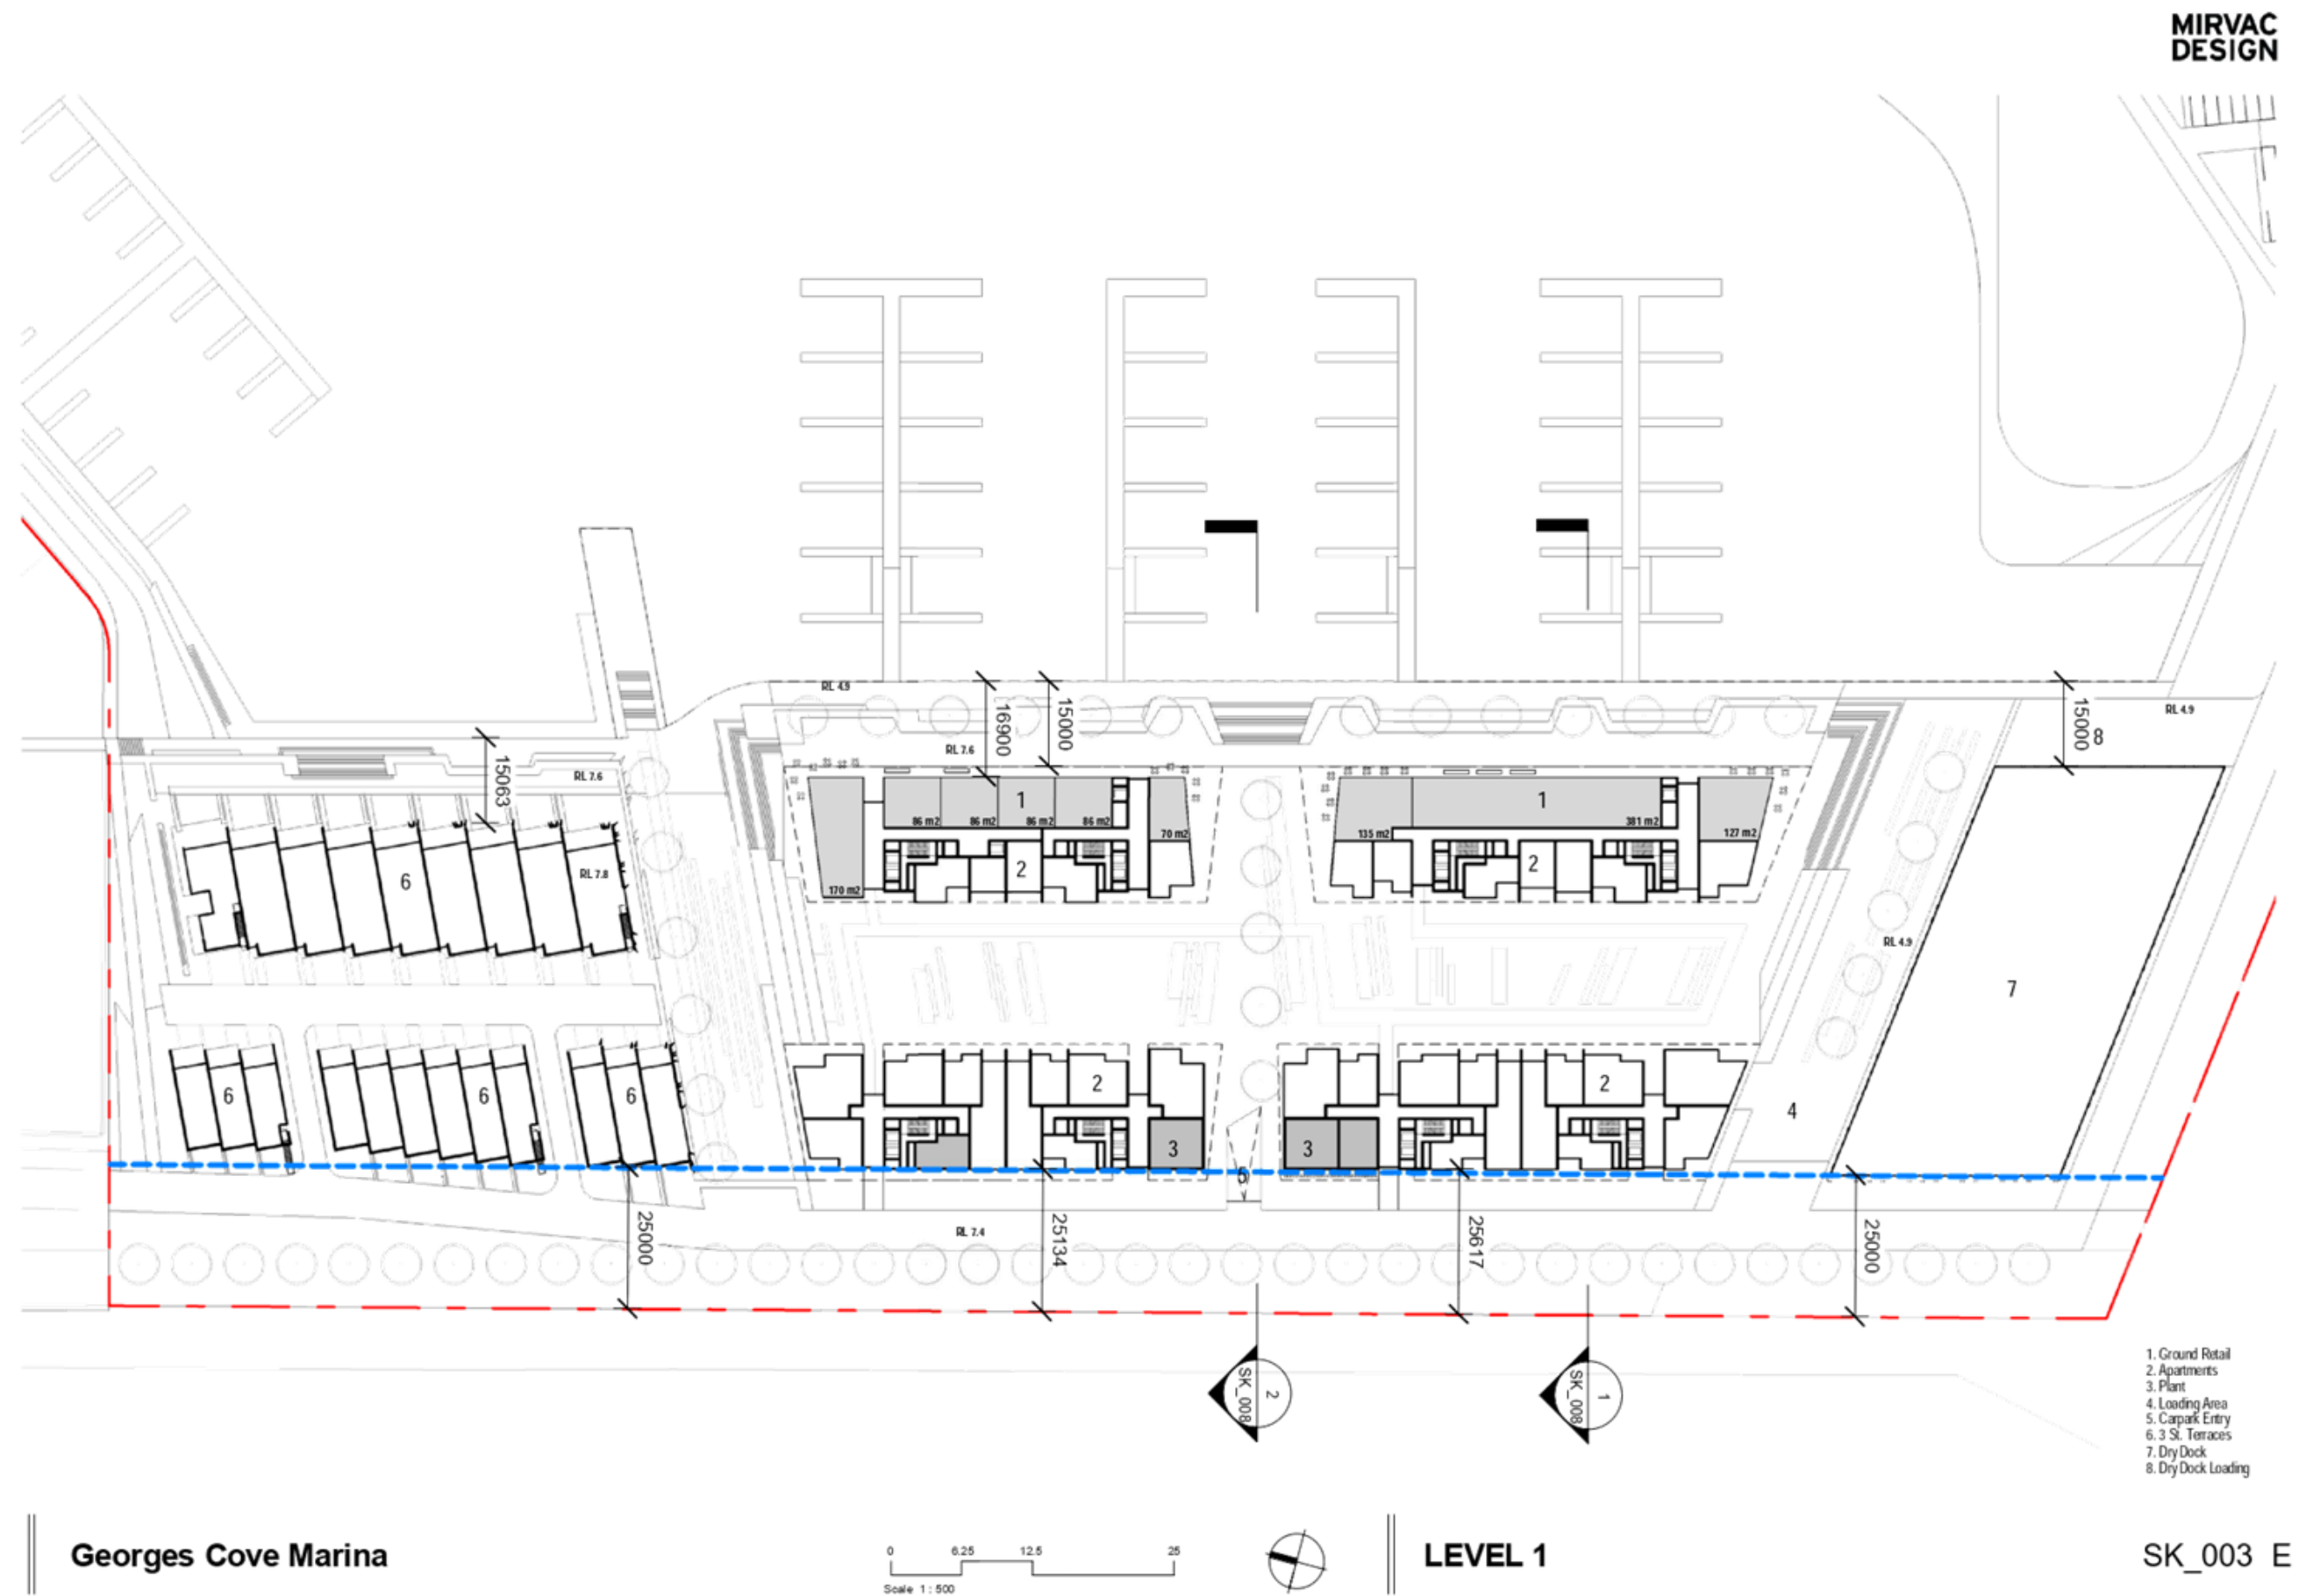 MIRVAC
DESIGN
RL 4.9
15000
16900
15000
8
RL 4.9
RL 7.6
15063
RL 7.6
1
1
86 m2
86 m2
86 m2
86 m2
70 m2
135 m2
381 m2
127 m2
6
RL 7.8
2
2
170 m2
RL 4.9
7
6
6
6
2
2
4
3
3
5
25000
RL 7.4
25134
25617
25000
2
SK_008
1
SK_008
1. Ground Retail
2. Apartments
3. Plant
4. Loading Area
5. Carpark Entry
6. 3 St. Terraces
7. Dry Dock
8. Dry Dock Loading
Georges Cove Marina
0 6.25 12.5 25
Scale 1 : 500
LEVEL 1
SK_003 E